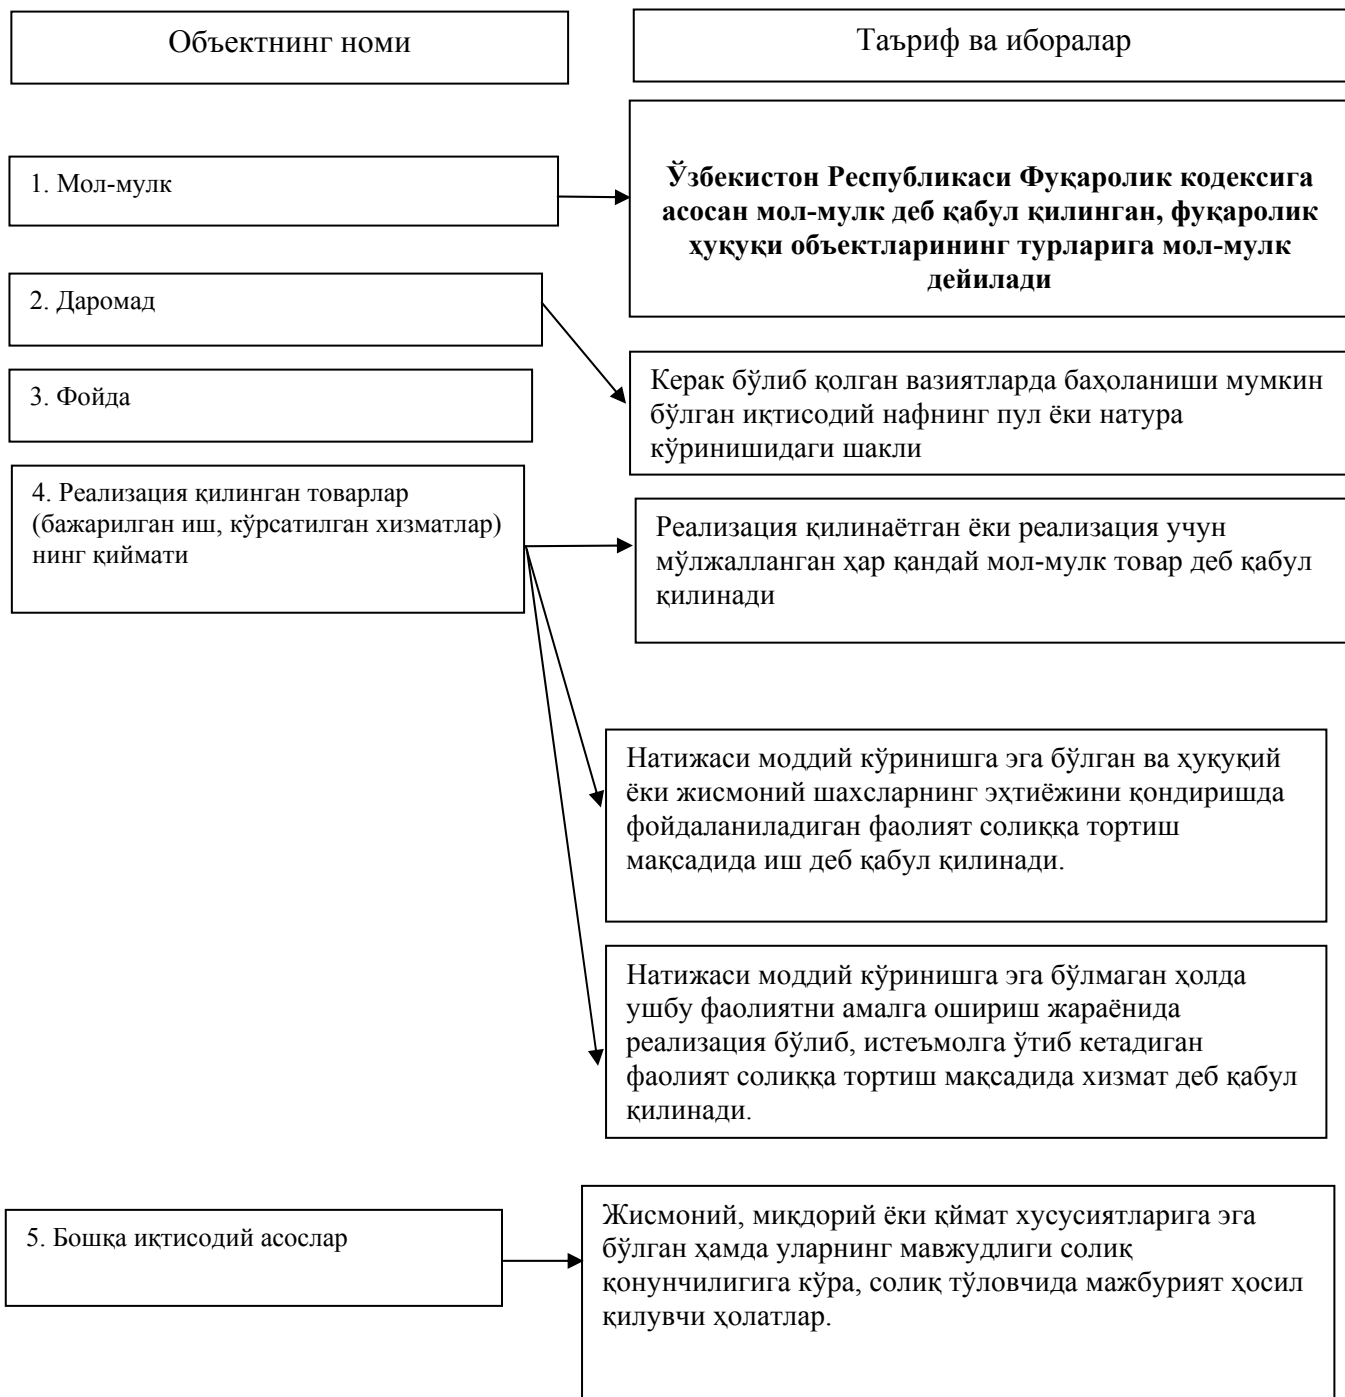 Объектнинг номи
Таъриф ва иборалар
1. Мол-мулк
Ўзбекистон Республикаси Фуқаролик кодексига
асосан мол-мулк деб қабул қилинган, фуқаролик
ҳуқуқи объектларининг турларига мол-мулк
дейилади
2. Даромад
Керак бўлиб қолган вазиятларда баҳоланиши мумкин
бўлган иқтисодий нафнинг пул ёки натура
кўринишидаги шакли
3. Фойда
4. Реализация қилинган товарлар
(бажарилган иш, кўрсатилган хизматлар)
нинг қиймати
Реализация қилинаётган ёки реализация учун
мўлжалланган ҳар қандай мол-мулк товар деб қабул
қилинади
Натижаси моддий кўринишга эга бўлган ва ҳуқуқий
ёки жисмоний шахсларнинг эҳтиёжини қондиришда
фойдаланиладиган фаолият солиққа тортиш
мақсадида иш деб қабул қилинади.
Натижаси моддий кўринишга эга бўлмаган ҳолда
ушбу фаолиятни амалга ошириш жараёнида
реализация бўлиб, истеъмолга ўтиб кетадиган
фаолият солиққа тортиш мақсадида хизмат деб қабул
қилинади.
5. Бошқа иқтисодий асослар
Жисмоний, миқдорий ёки қймат хусусиятларига эга
бўлган ҳамда уларнинг мавжудлиги солиқ
қонунчилигига кўра, солиқ тўловчида мажбурият ҳосил
қилувчи ҳолатлар.